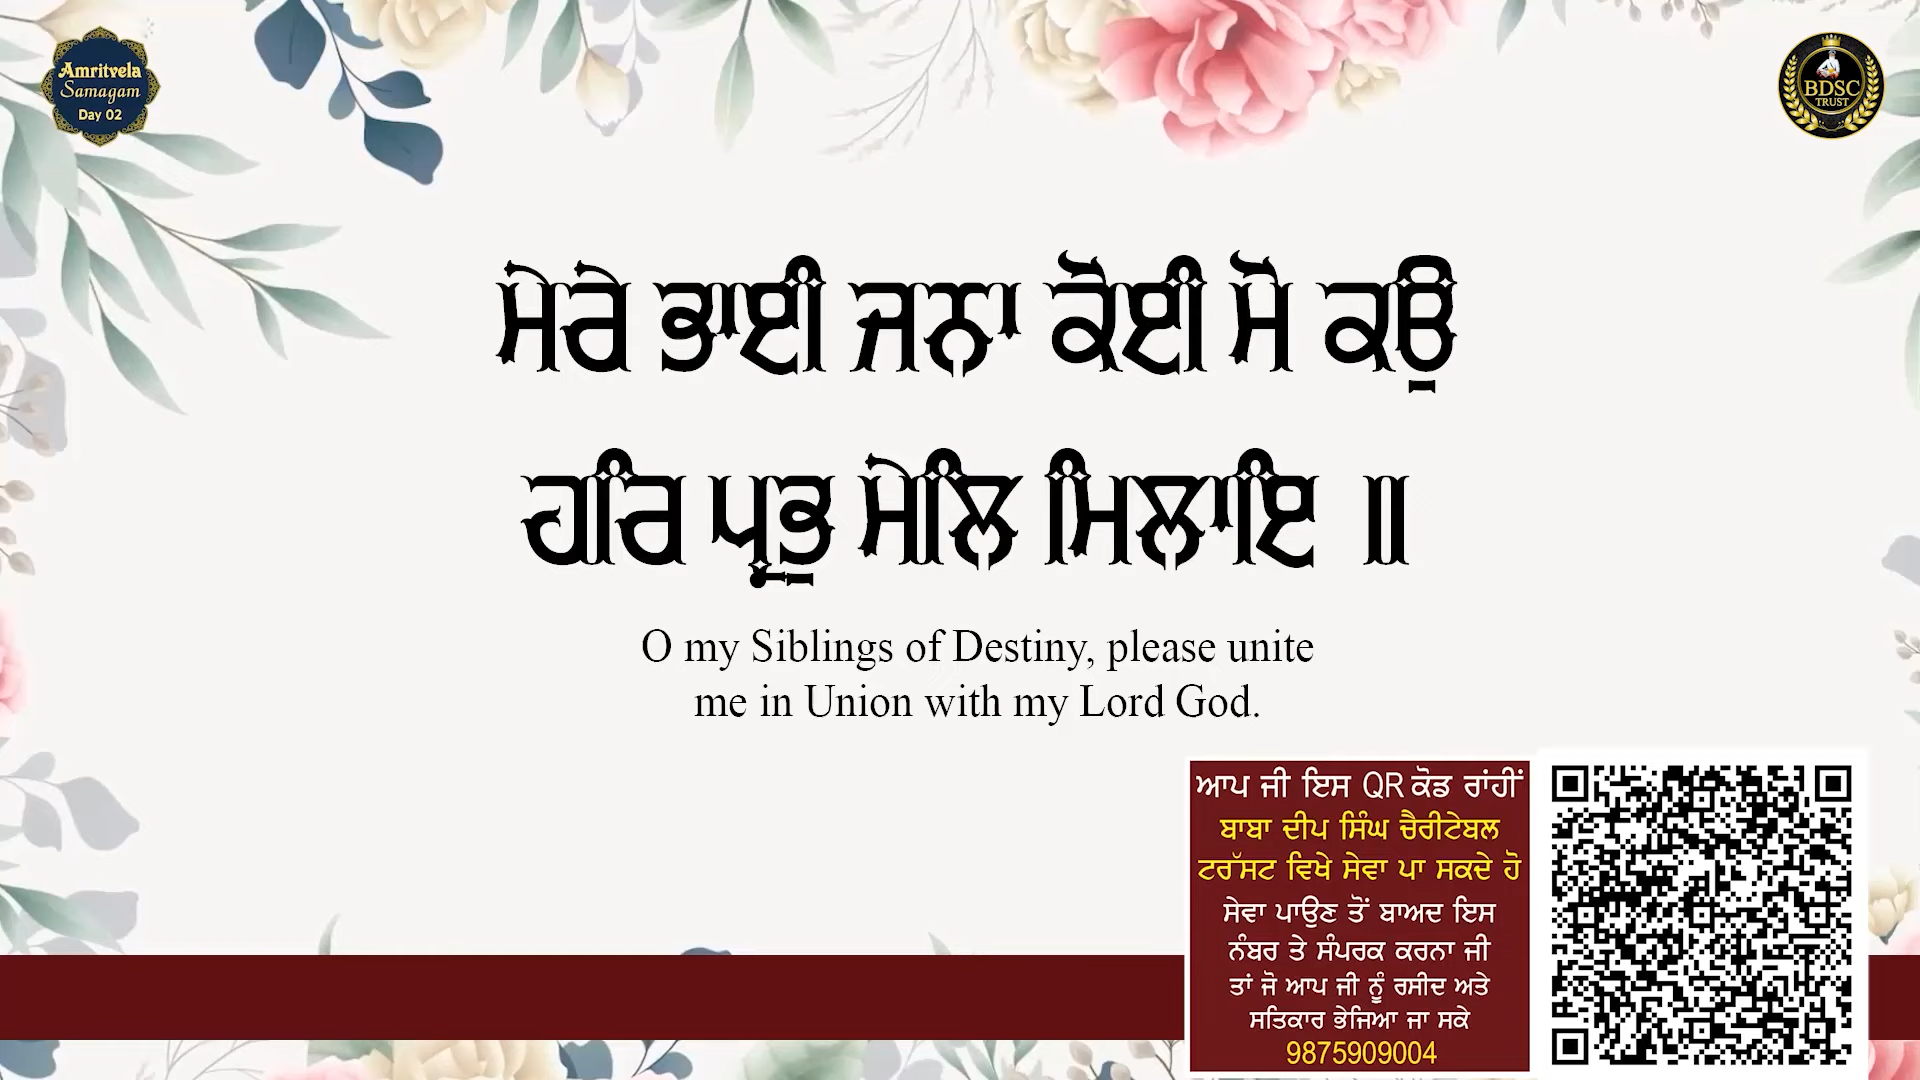 Amritvela
Samagam
Day 02
BDSC
TRUST
ਮੇਰੇ ਭਾਈ ਜਨਾ ਕੋਈ ਮੋ ਕਉ
ਹਰਿ ਪ੍ਰਭੁ ਮੇਲਿ ਮਿਲਾਇ ॥
O my Siblings of Destiny, please unite
me in Union with my Lord God.
ਆਪ ਜੀ ਇਸ QR ਕੋਡ ਰਾਂਹੀਂ
ਬਾਬਾ ਦੀਪ ਸਿੰਘ ਚੈਰੀਟੇਬਲ
ਟਰੱਸਟ ਵਿਖੇ ਸੇਵਾ ਪਾ ਸਕਦੇ ਹੋ
ਸੇਵਾ ਪਾਉਣ ਤੋਂ ਬਾਅਦ ਇਸ
ਨੰਬਰ ਤੇ ਸੰਪਰਕ ਕਰਨਾ ਜੀ
ਤਾਂ ਜੋ ਆਪ ਜੀ ਨੂੰ ਰਸੀਦ ਅਤੇ
ਸਤਿਕਾਰ ਭੇਜਿਆ ਜਾ ਸਕੇ
9875909004